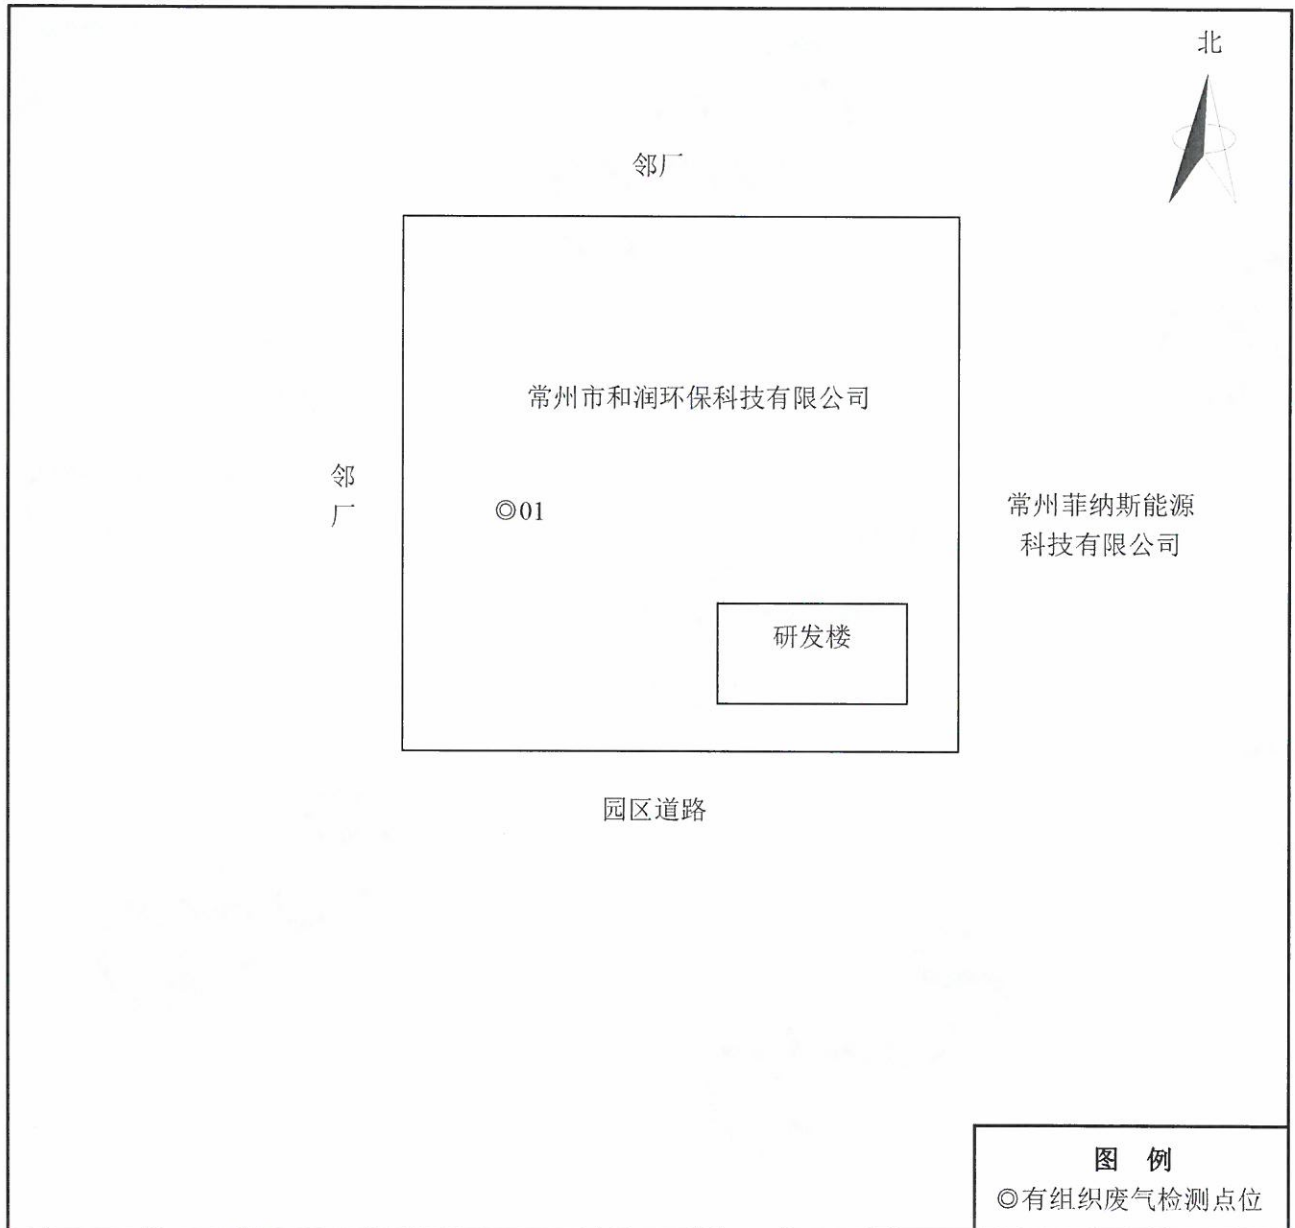 北
邻厂
常州市和润环保科技有限公司
邻
厂
◎01
常州菲纳斯能源
科技有限公司
研发楼
园区道路
图 例
◎有组织废气检测点位